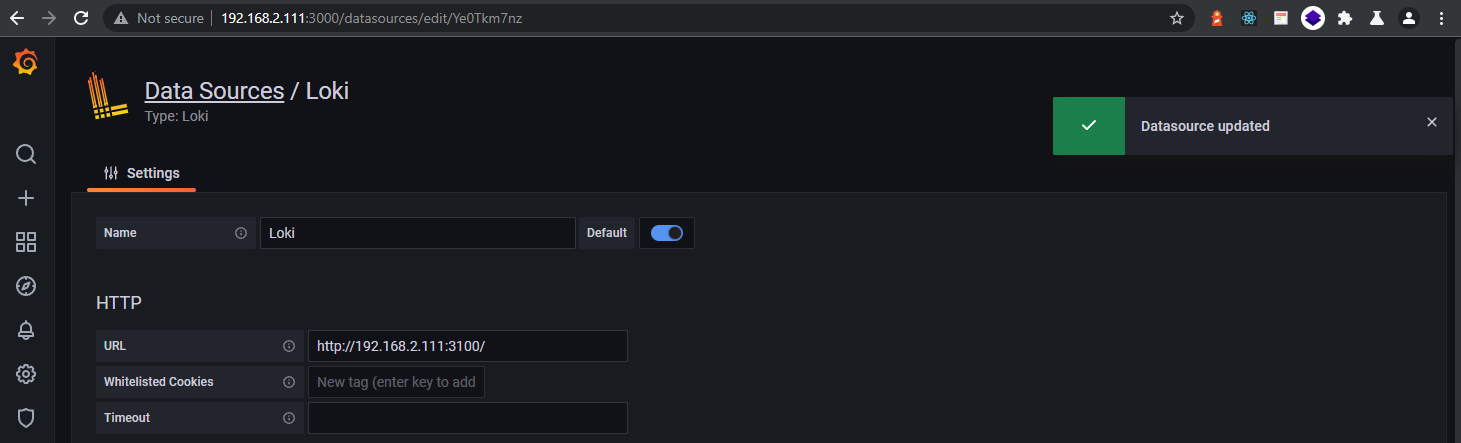 Not secure 192.168.2.111:3000/datasources/edit/Ye0Tkm7nz
Data Sources / Loki
Type: Loki
Datasource updated
Settings
Name Loki Default
HTTP
URL http://192.168.2.111:3100/
Whitelisted Cookies New tag (enter key to add
Timeout